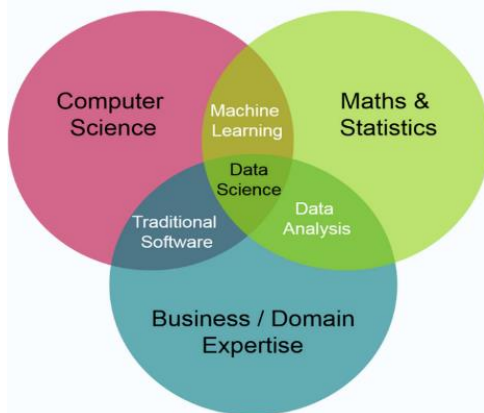 Computer
Science
Machine
Learning
Maths &
Statistics
Data
Science
Traditional
Software
Data
Analysis
Business / Domain
Expertise